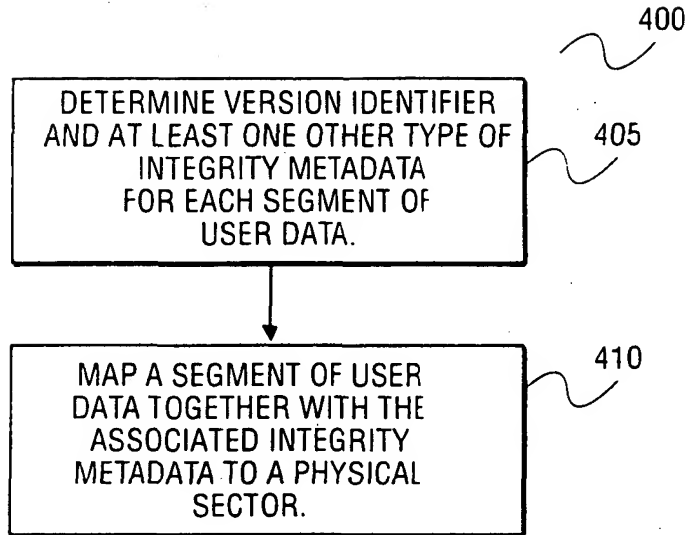 400
DETERMINE VERSION IDENTIFIER
AND AT LEAST ONE OTHER TYPE OF
INTEGRITY METADATA
FOR EACH SEGMENT OF
USER DATA.
405
MAP A SEGMENT OF USER
DATA TOGETHER WITH THE
ASSOCIATED INTEGRITY
METADATA TO A PHYSICAL
SECTOR.
410